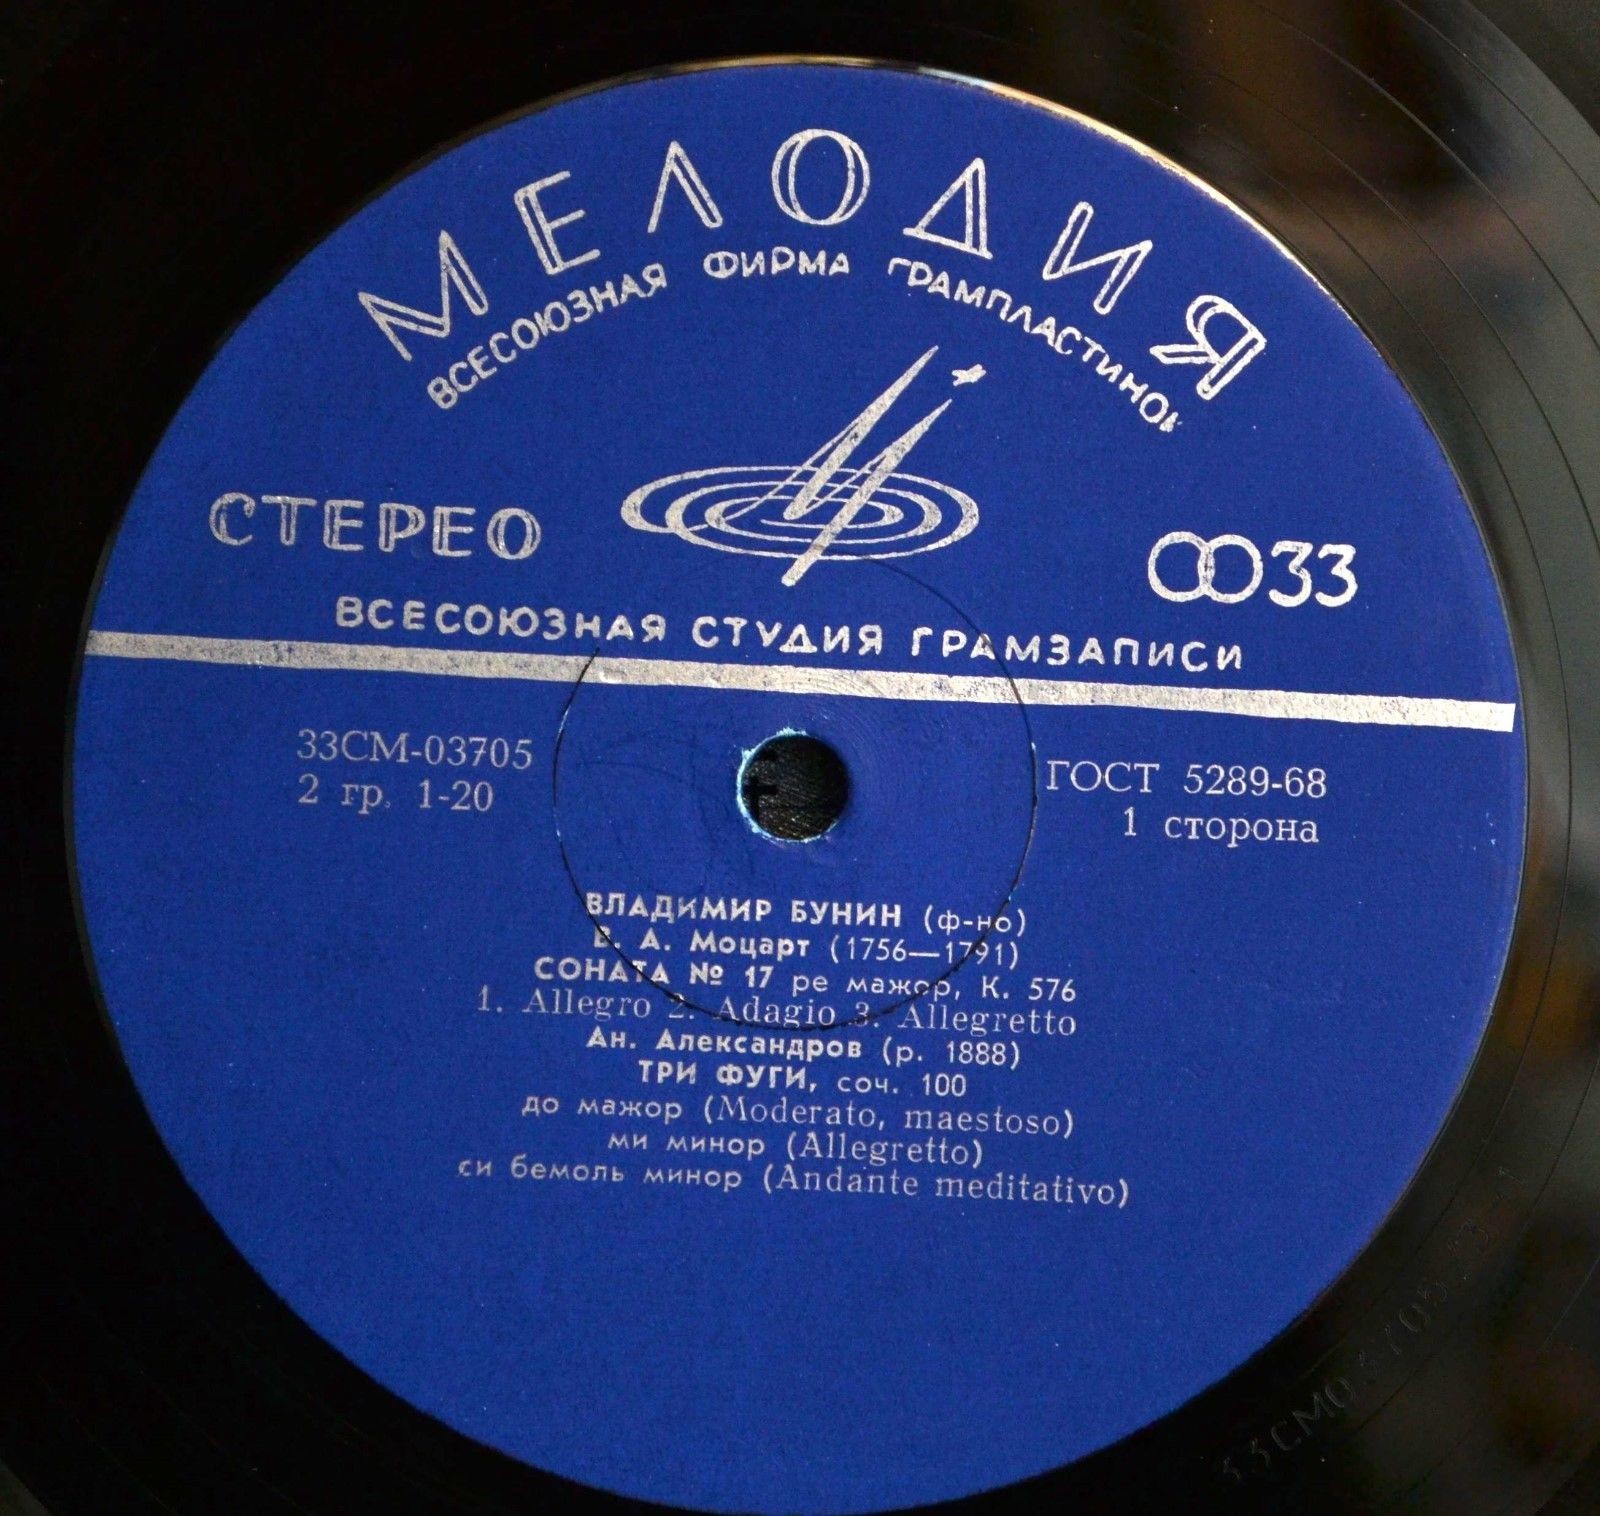 МЕЛОДИЯ
ВСЕСОЮЗНАЯ ФИРМА ГРАМПЛАСТИНОК
СТЕРЕО
33
ВСЕСОЮЗНАЯ СТУДИЯ ГРАМЗАПИСИ
33СМ-03705
2 гр. 1-20
ГОСТ 5289-68
1 сторона
ВЛАДИМИР БУНИН (ф-но)
В. А. Моцарт (1756—1791)
СОНАТА № 17 ре мажор, К. 576
1. Allegro 2. Adagio 3. Allegretto
Ан. Александров (р. 1888)
ТРИ ФУГИ, соч. 100
до мажор (Moderato, maestoso)
ми минор (Allegretto)
си бемоль минор (Andante meditativo)